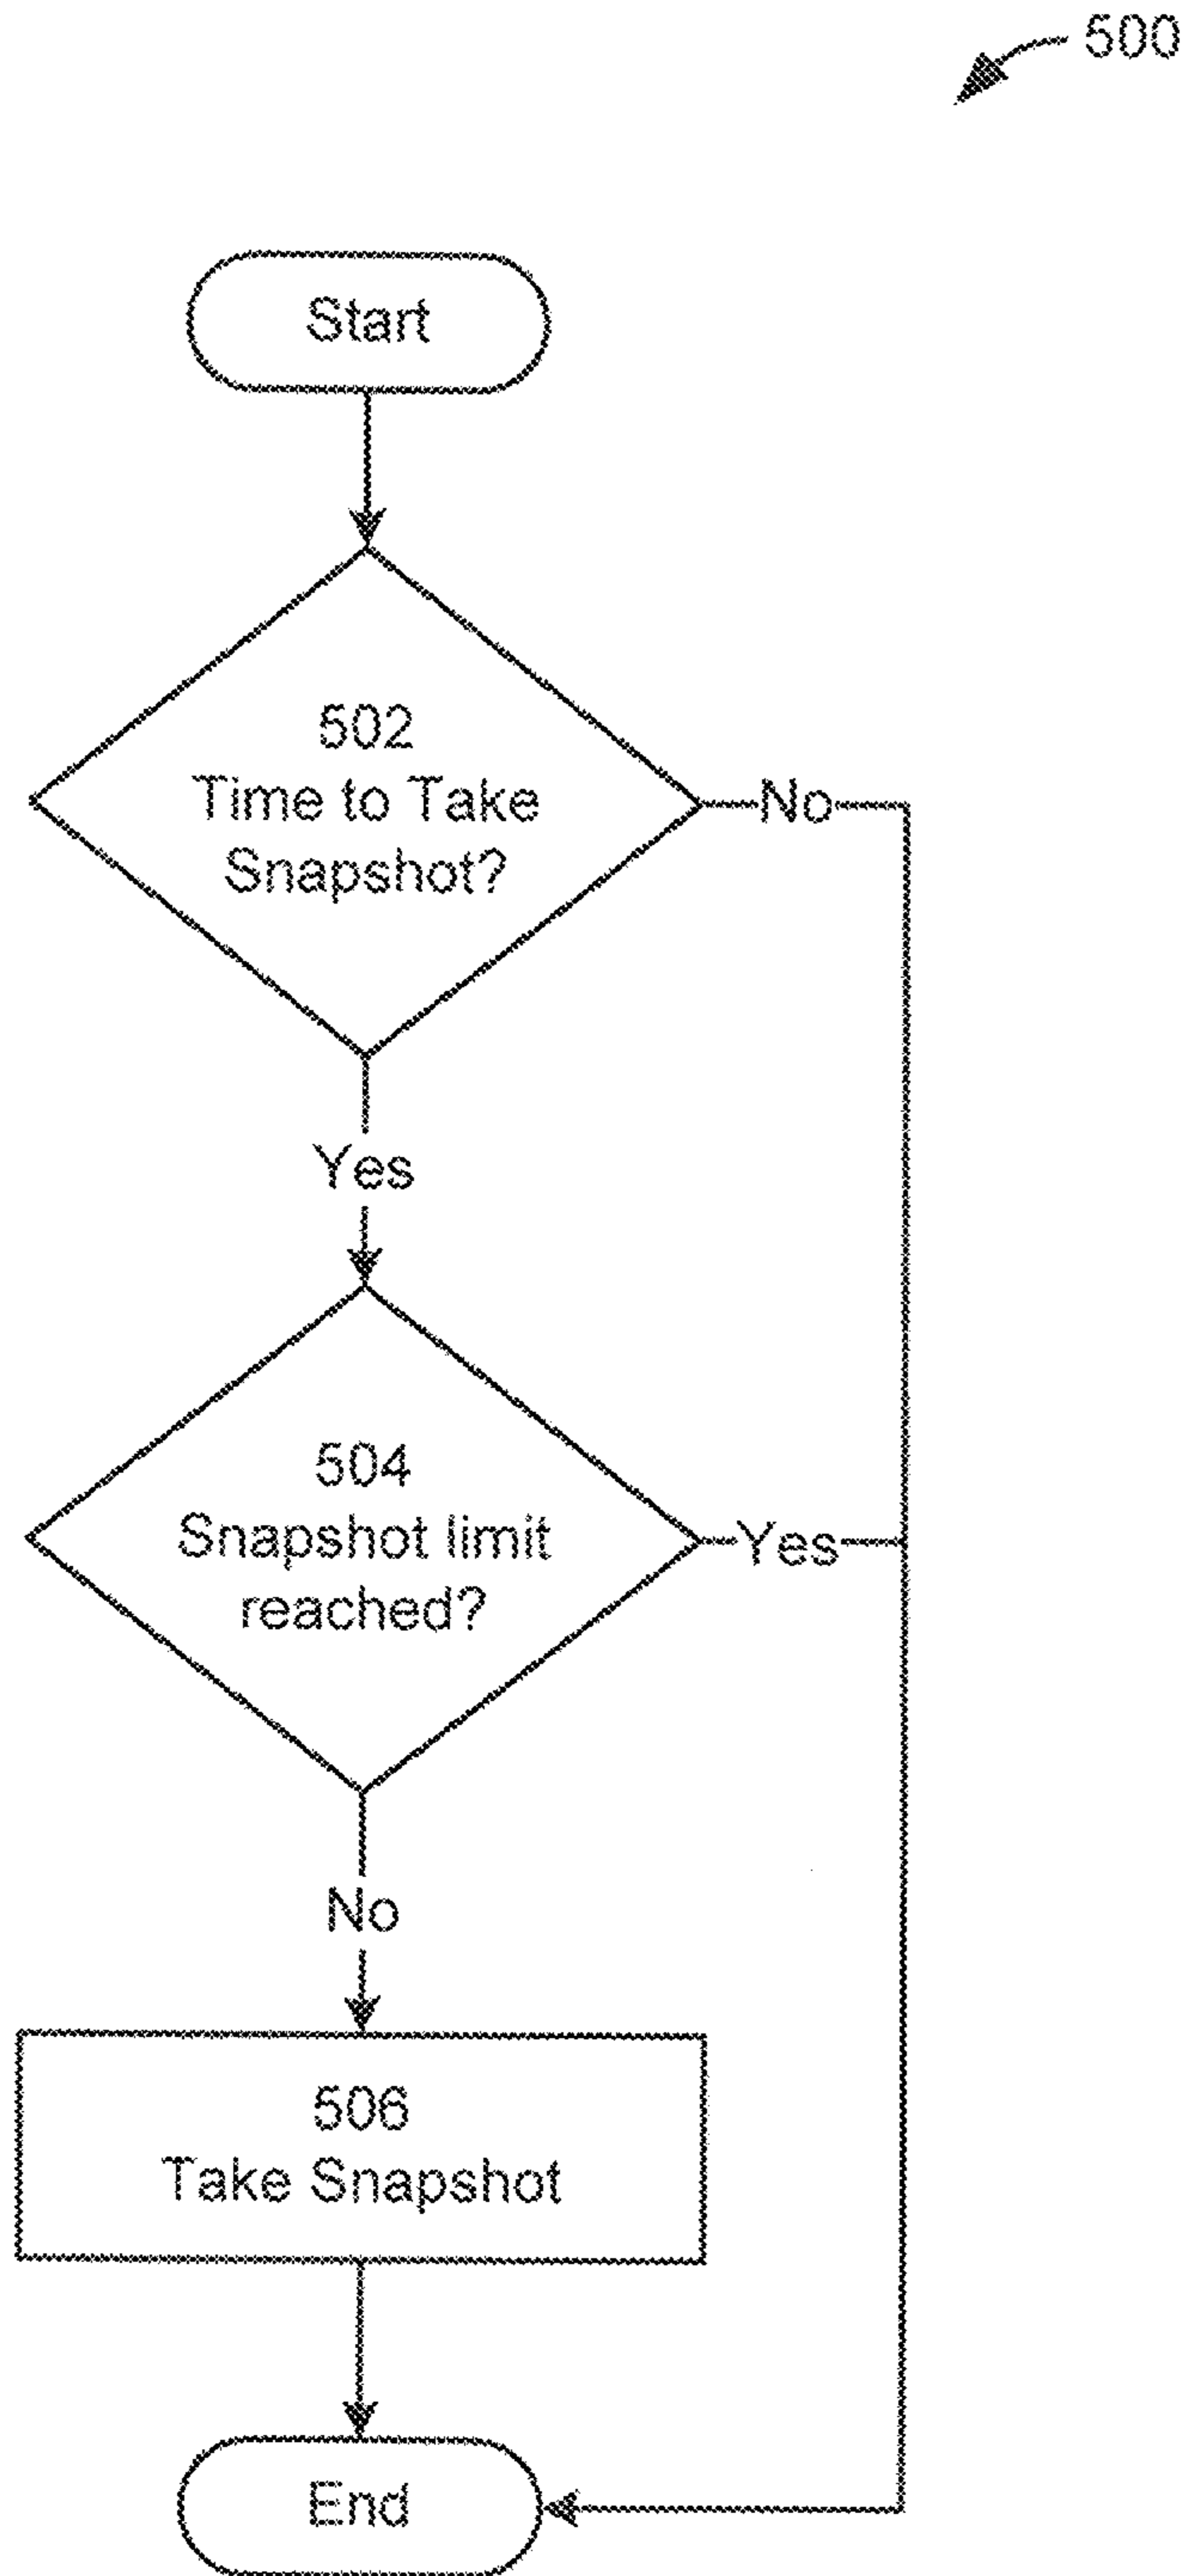 500
Start
502
Time to Take
Snapshot?
No
Yes
504
Snapshot limit
reached?
Yes
No
506
Take Snapshot
End